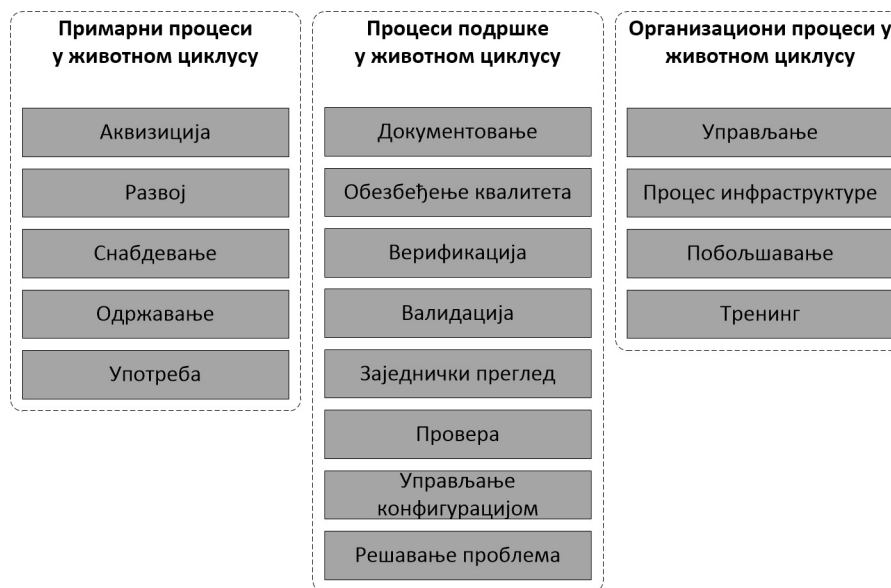 Примарни процеси
у животном циклусу
Аквизиција
Развој
Снабдевање
Одржавање
Употреба
Процеси подршке
у животном циклусу
Документовање
Обезбеђење квалитета
Верификација
Валидација
Заједнички преглед
Провера
Управљање
конфигурацијом
Решавање проблема
Организациони процеси у
животном циклусу
Управљање
Процес инфраструктуре
Побољшавање
Тренинг